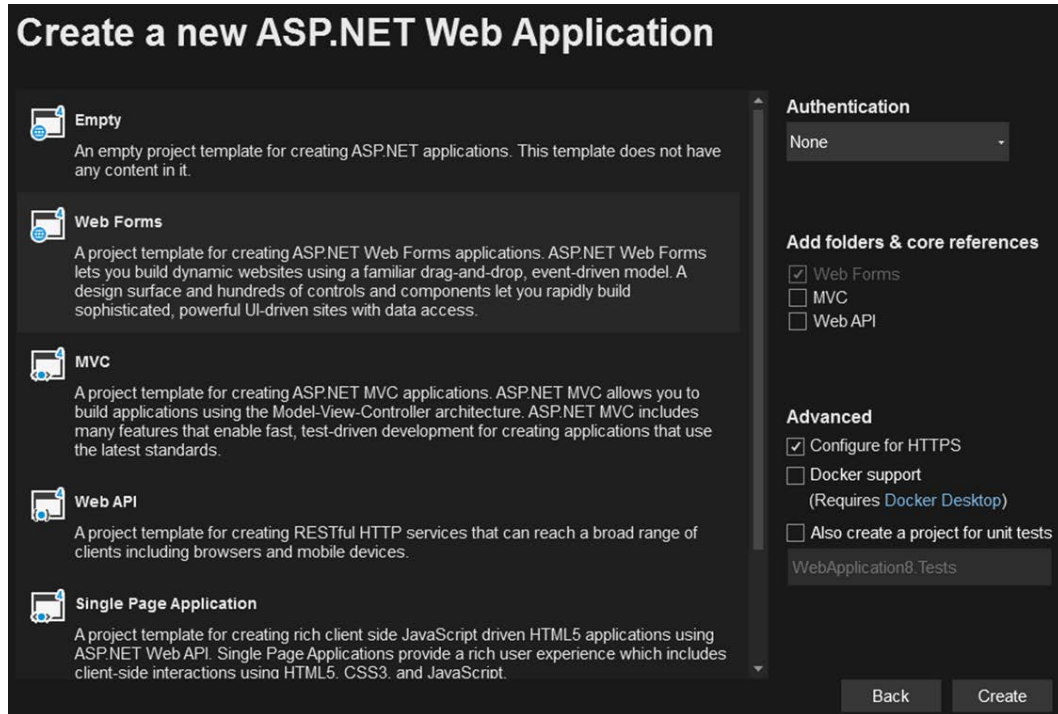 Create a new ASP.NET Web Application
Empty
An empty project template for creating ASP.NET applications. This template does not have
any content in it.
Web Forms
A project template for creating ASP.NET Web Forms applications. ASP.NET Web Forms
lets you build dynamic websites using a familiar drag-and-drop, event-driven model. A
design surface and hundreds of controls and components let you rapidly build
sophisticated, powerful UI-driven sites with data access.
MVC
A project template for creating ASP.NET MVC applications. ASP.NET MVC allows you to
build applications using the Model-View-Controller architecture. ASP.NET MVC includes
many features that enable fast, test-driven development for creating applications that use
the latest standards.
Web API
A project template for creating RESTful HTTP services that can reach a broad range of
clients including browsers and mobile devices.
Single Page Application
A project template for creating rich client side JavaScript driven HTML5 applications using
ASP.NET Web API. Single Page Applications provide a rich user experience which includes
client-side interactions using HTML5, CSS3, and JavaScript.
Authentication
None
Add folders & core references
Web Forms
MVC
Web API
Advanced
Configure for HTTPS
Docker support
(Requires Docker Desktop)
Also create a project for unit tests
WebApplication8.Tests
Back
Create